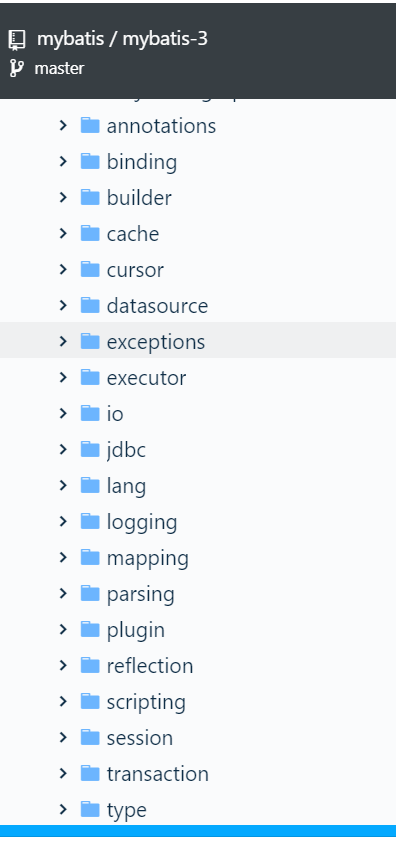 mybatis / mybatis-3
master
annotations
binding
builder
cache
cursor
datasource
exceptions
executor
io
jdbc
lang
logging
mapping
parsing
plugin
reflection
scripting
session
transaction
type